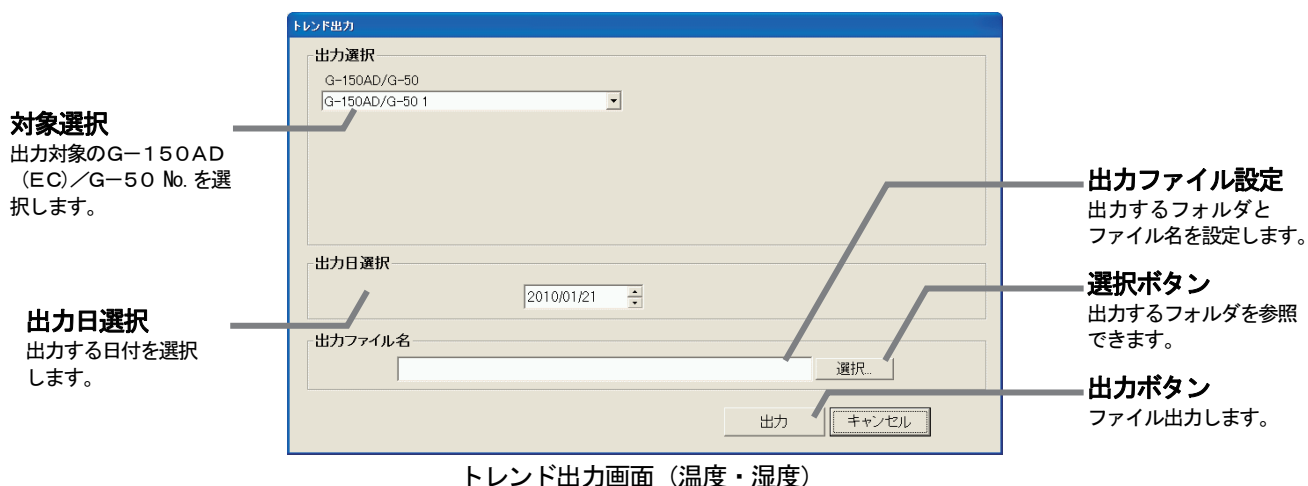 トレンド出力
出力選択
G-150AD/G-50
G-150AD/G-50 1
対象選択
出力対象のG－150AD
（EC）／G－50 No. を選
択します。
出力ファイル設定
出力するフォルダと
ファイル名を設定します。
出力日選択
2010/01/21
選択ボタン
出力するフォルダを参照
できます。
出力日選択
出力する日付を選択
します。
出力ファイル名
選択...
出力ボタン
ファイル出力します。
出力
キャンセル
トレンド出力画面（温度・湿度）